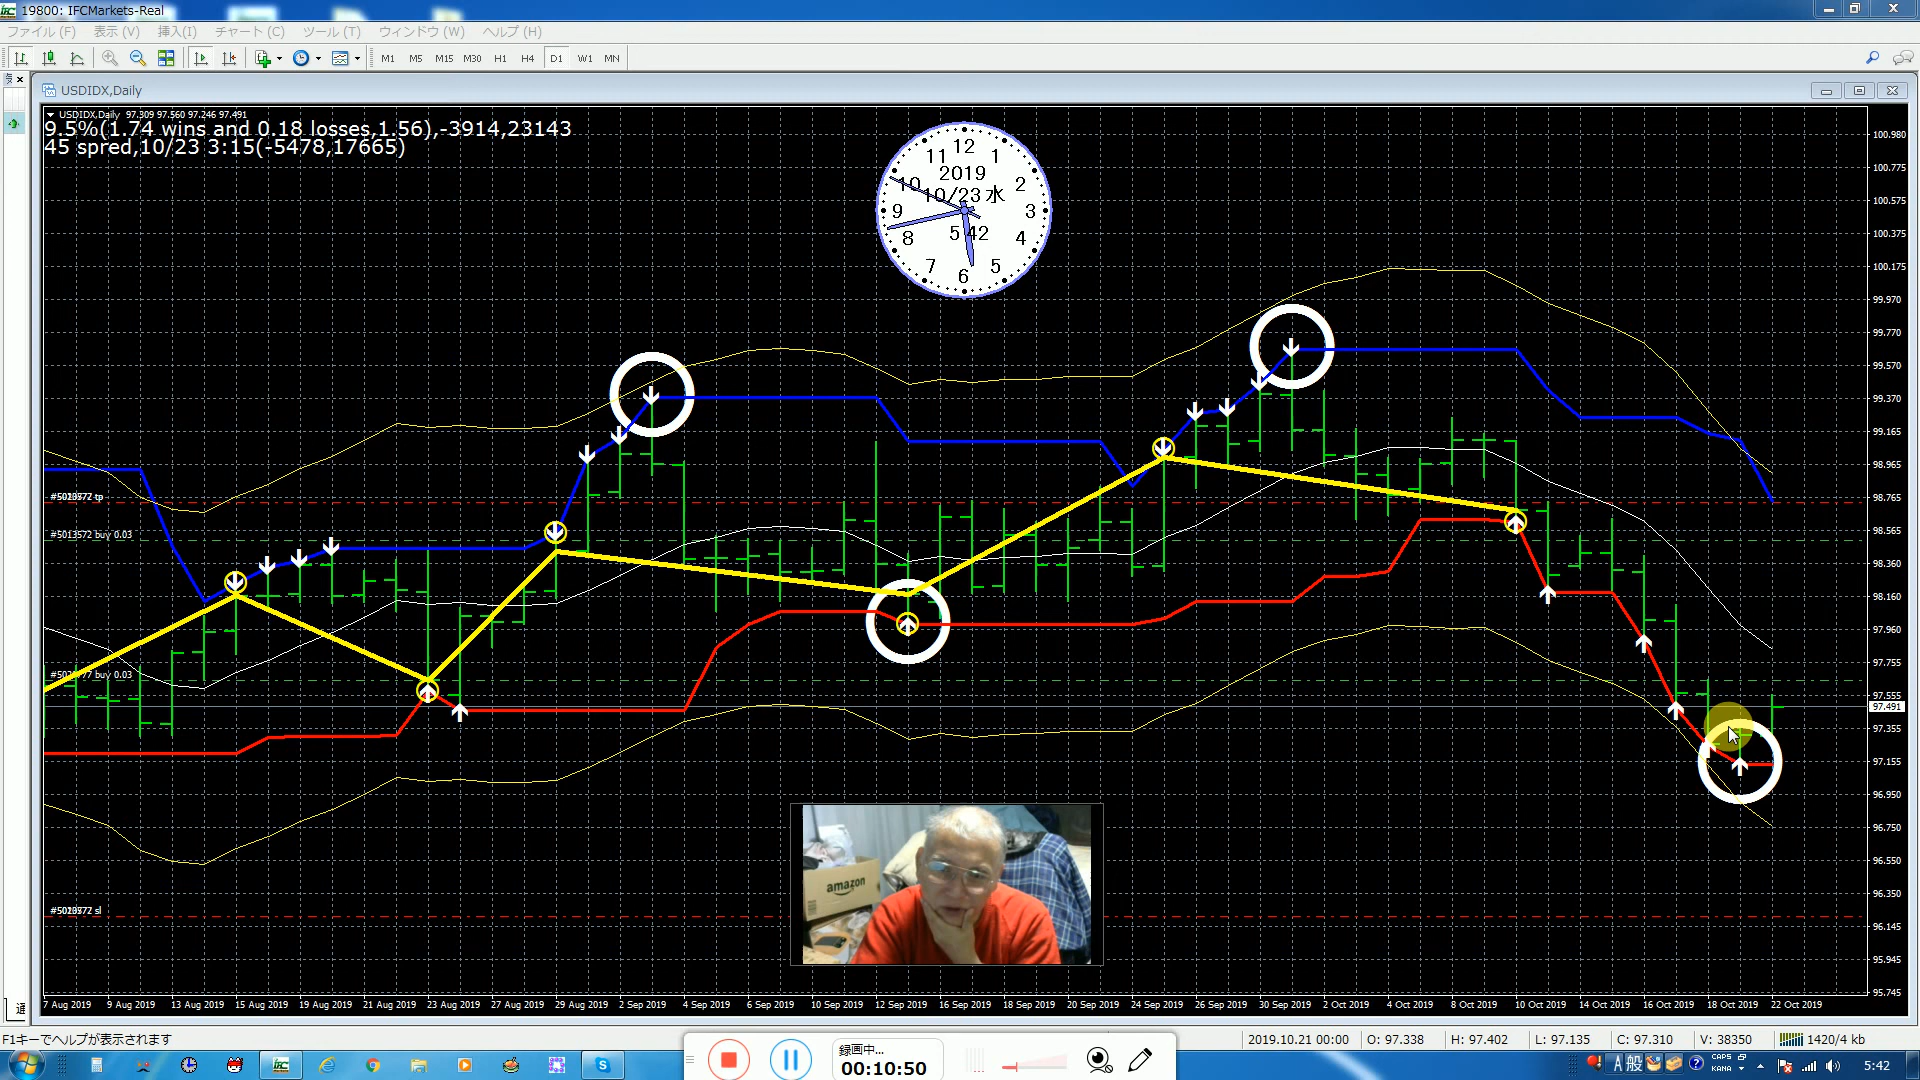 19800: IFCMarkets-Real
ファイル (F) 表示 (V) 挿入(I) チャート (C) ツール (T) ウィンドウ (W) ヘルプ (H)
M1 M5 M15 M30 H1 H4 D1 W1 MN
USDIDX,Daily
USDIDX,Daily 97.309 97.560 97.246 97.491
9.5%(1.74 wins and 0.18 losses,1.56),-3914,23143
45 spred,10/23 3:15(-5478,17665)
12
11 1
2019
10 2
10/23 水
9 3
5 42
8 4
7 5
6
100.980
100.775
100.575
100.375
100.175
99.970
99.770
99.570
99.370
99.165
98.965
98.765
98.565
98.360
98.160
97.960
97.755
97.555
97.491
97.355
97.155
96.950
96.750
96.550
96.350
96.145
95.945
95.745
#5013572 buy 0.03
buy 0.03
amazon
7 Aug 2019 9 Aug 2019 13 Aug 2019 15 Aug 2019 19 Aug 2019 21 Aug 2019 23 Aug 2019 27 Aug 2019 29 Aug 2019 2 Sep 2019 4 Sep 2019 6 Sep 2019 10 Sep 2019 12 Sep 2019 16 Sep 2019 18 Sep 2019 20 Sep 2019 24 Sep 2019 26 Sep 2019 30 Sep 2019 2 Oct 2019 4 Oct 2019 8 Oct 2019 10 Oct 2019 14 Oct 2019 16 Oct 2019 18 Oct 2019 22 Oct 2019
F1キーでヘルプが表示されます
2019.10.21 00:00 O: 97.338 H: 97.402 L: 97.135 C: 97.310 V: 38350 1420/4 kb
録画中...
00:10:50
A 般 CAPS KANA
5:42